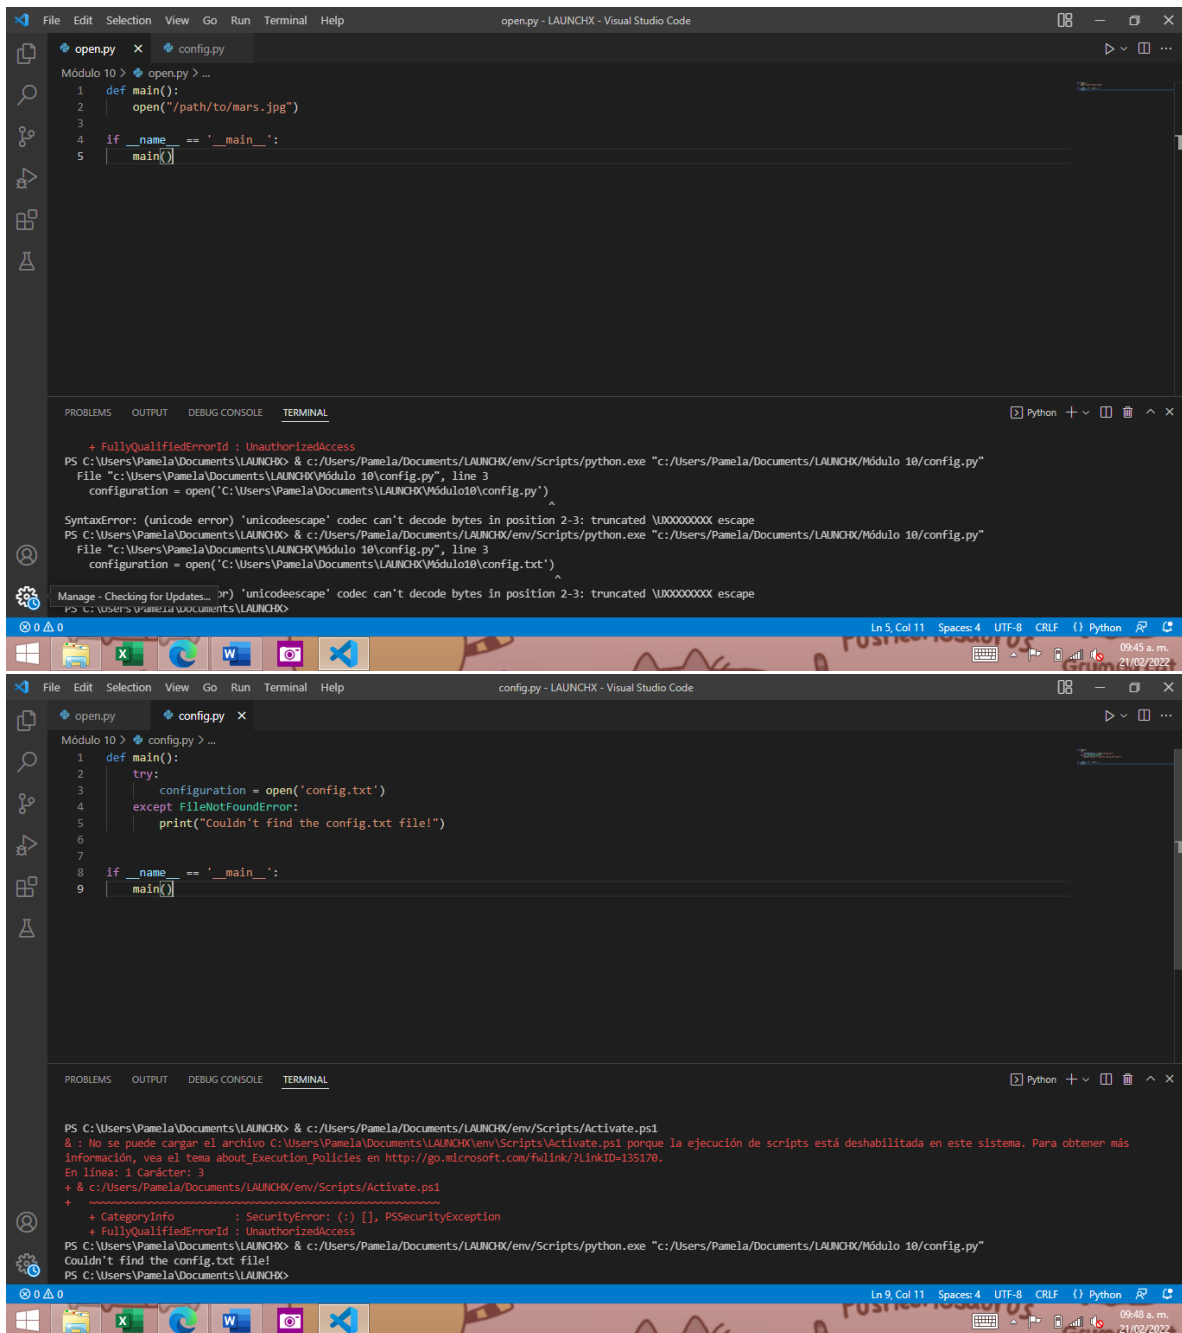 File Edit Selection View Go Run Terminal Help open.py - LAUNCHX - Visual Studio Code
open.py config.py
Módulo 10 > open.py > ...
1 def main():
2 open("/path/to/mars.jpg")
3
4 if __name__ == '__main__':
5 main()
PROBLEMS OUTPUT DEBUG CONSOLE TERMINAL Python
+ FullyQualifiedErrorId : UnauthorizedAccess
PS C:\Users\Pamela\Documents\LAUNCHX> & c:/Users/Pamela/Documents/LAUNCHX/env/Scripts/python.exe "c:/Users/Pamela/Documents/LAUNCHX/Módulo 10/config.py"
File "c:\Users\Pamela\Documents\LAUNCHX\Módulo 10\config.py", line 3
configuration = open('C:\Users\Pamela\Documents\LAUNCHX\Módulo10\config.py')
^
SyntaxError: (unicode error) 'unicodeescape' codec can't decode bytes in position 2-3: truncated \UXXXXXXXX escape
PS C:\Users\Pamela\Documents\LAUNCHX> & c:/Users/Pamela/Documents/LAUNCHX/env/Scripts/python.exe "c:/Users/Pamela/Documents/LAUNCHX/Módulo 10/config.py"
File "c:\Users\Pamela\Documents\LAUNCHX\Módulo 10\config.py", line 3
configuration = open('C:\Users\Pamela\Documents\LAUNCHX\Módulo10\config.txt')
^
Manage - Checking for Updates... or) 'unicodeescape' codec can't decode bytes in position 2-3: truncated \UXXXXXXXX escape
PS C:\Users\Pamela\Documents\LAUNCHX>
0 0 Ln 5, Col 11 Spaces: 4 UTF-8 CRLF {} Python
09:45 a. m.
21/02/2022
File Edit Selection View Go Run Terminal Help config.py - LAUNCHX - Visual Studio Code
open.py config.py
Módulo 10 > config.py > ...
1 def main():
2 try:
3 configuration = open('config.txt')
4 except FileNotFoundError:
5 print("Couldn't find the config.txt file!")
6
7
8 if __name__ == '__main__':
9 main()
PROBLEMS OUTPUT DEBUG CONSOLE TERMINAL Python
PS C:\Users\Pamela\Documents\LAUNCHX> & c:/Users/Pamela/Documents/LAUNCHX/env/Scripts/Activate.ps1
& : No se puede cargar el archivo C:\Users\Pamela\Documents\LAUNCHX\env\Scripts\Activate.ps1 porque la ejecución de scripts está deshabilitada en este sistema. Para obtener más
información, vea el tema about_Execution_Policies en http://go.microsoft.com/fwlink/?LinkID=135170.
En línea: 1 Carácter: 3
+ & c:/Users/Pamela/Documents/LAUNCHX/env/Scripts/Activate.ps1
+ ~~~~~~~~~~~~~~~~~~~~~~~~~~~~~~~~~~~~~~~~~~~~~~~~~~~~~
+ CategoryInfo : SecurityError: (:) [], PSSecurityException
+ FullyQualifiedErrorId : UnauthorizedAccess
PS C:\Users\Pamela\Documents\LAUNCHX> & c:/Users/Pamela/Documents/LAUNCHX/env/Scripts/python.exe "c:/Users/Pamela/Documents/LAUNCHX/Módulo 10/config.py"
Couldn't find the config.txt file!
PS C:\Users\Pamela\Documents\LAUNCHX>
0 0 Ln 9, Col 11 Spaces: 4 UTF-8 CRLF {} Python
09:48 a. m.
21/02/2022